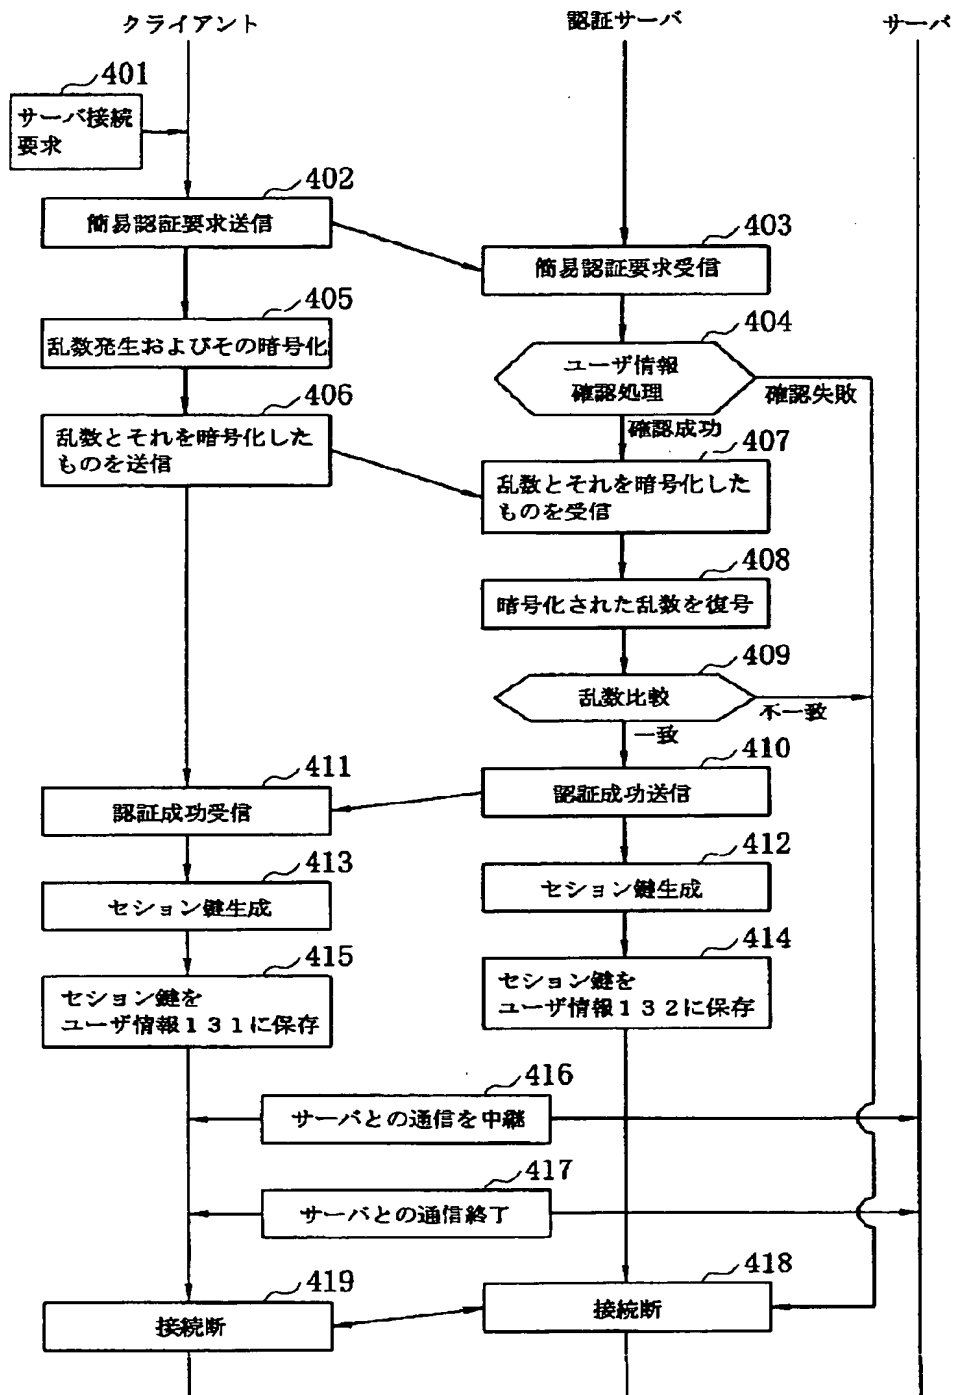 クライアント
認証サーバ
サーバ
401
サーバ接続
要求
402
簡易認証要求送信
403
簡易認証要求受信
405
乱数発生およびその暗号化
404
ユーザ情報
確認処理
確認失敗
確認成功
406
乱数とそれを暗号化した
ものを送信
407
乱数とそれを暗号化した
ものを受信
408
暗号化された乱数を復号
409
乱数比較
不一致
一致
410
認証成功送信
411
認証成功受信
412
セション鍵生成
413
セション鍵生成
414
セション鍵を
ユーザ情報132に保存
415
セション鍵を
ユーザ情報131に保存
416
サーバとの通信を中継
417
サーバとの通信終了
418
接続断
419
接続断